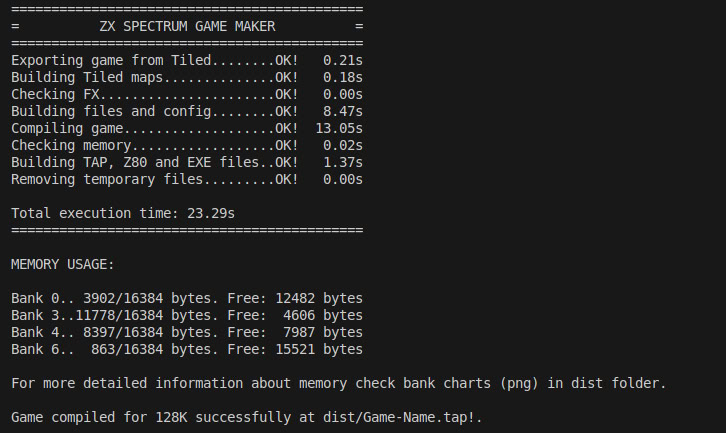 ============================================
=          ZX SPECTRUM GAME MAKER          =
============================================
Exporting game from Tiled........OK!   0.21s
Building Tiled maps..............OK!   0.18s
Checking FX......................OK!   0.00s
Building files and config........OK!   8.47s
Compiling game...................OK!  13.05s
Checking memory..................OK!   0.02s
Building TAP, Z80 and EXE files..OK!   1.37s
Removing temporary files.........OK!   0.00s

Total execution time: 23.29s
============================================

MEMORY USAGE:

Bank 0.. 3902/16384 bytes. Free: 12482 bytes
Bank 3..11778/16384 bytes. Free:  4606 bytes
Bank 4.. 8397/16384 bytes. Free:  7987 bytes
Bank 6..  863/16384 bytes. Free: 15521 bytes

For more detailed information about memory check bank charts (png) in dist folder.

Game compiled for 128K successfully at dist/Game-Name.tap!.